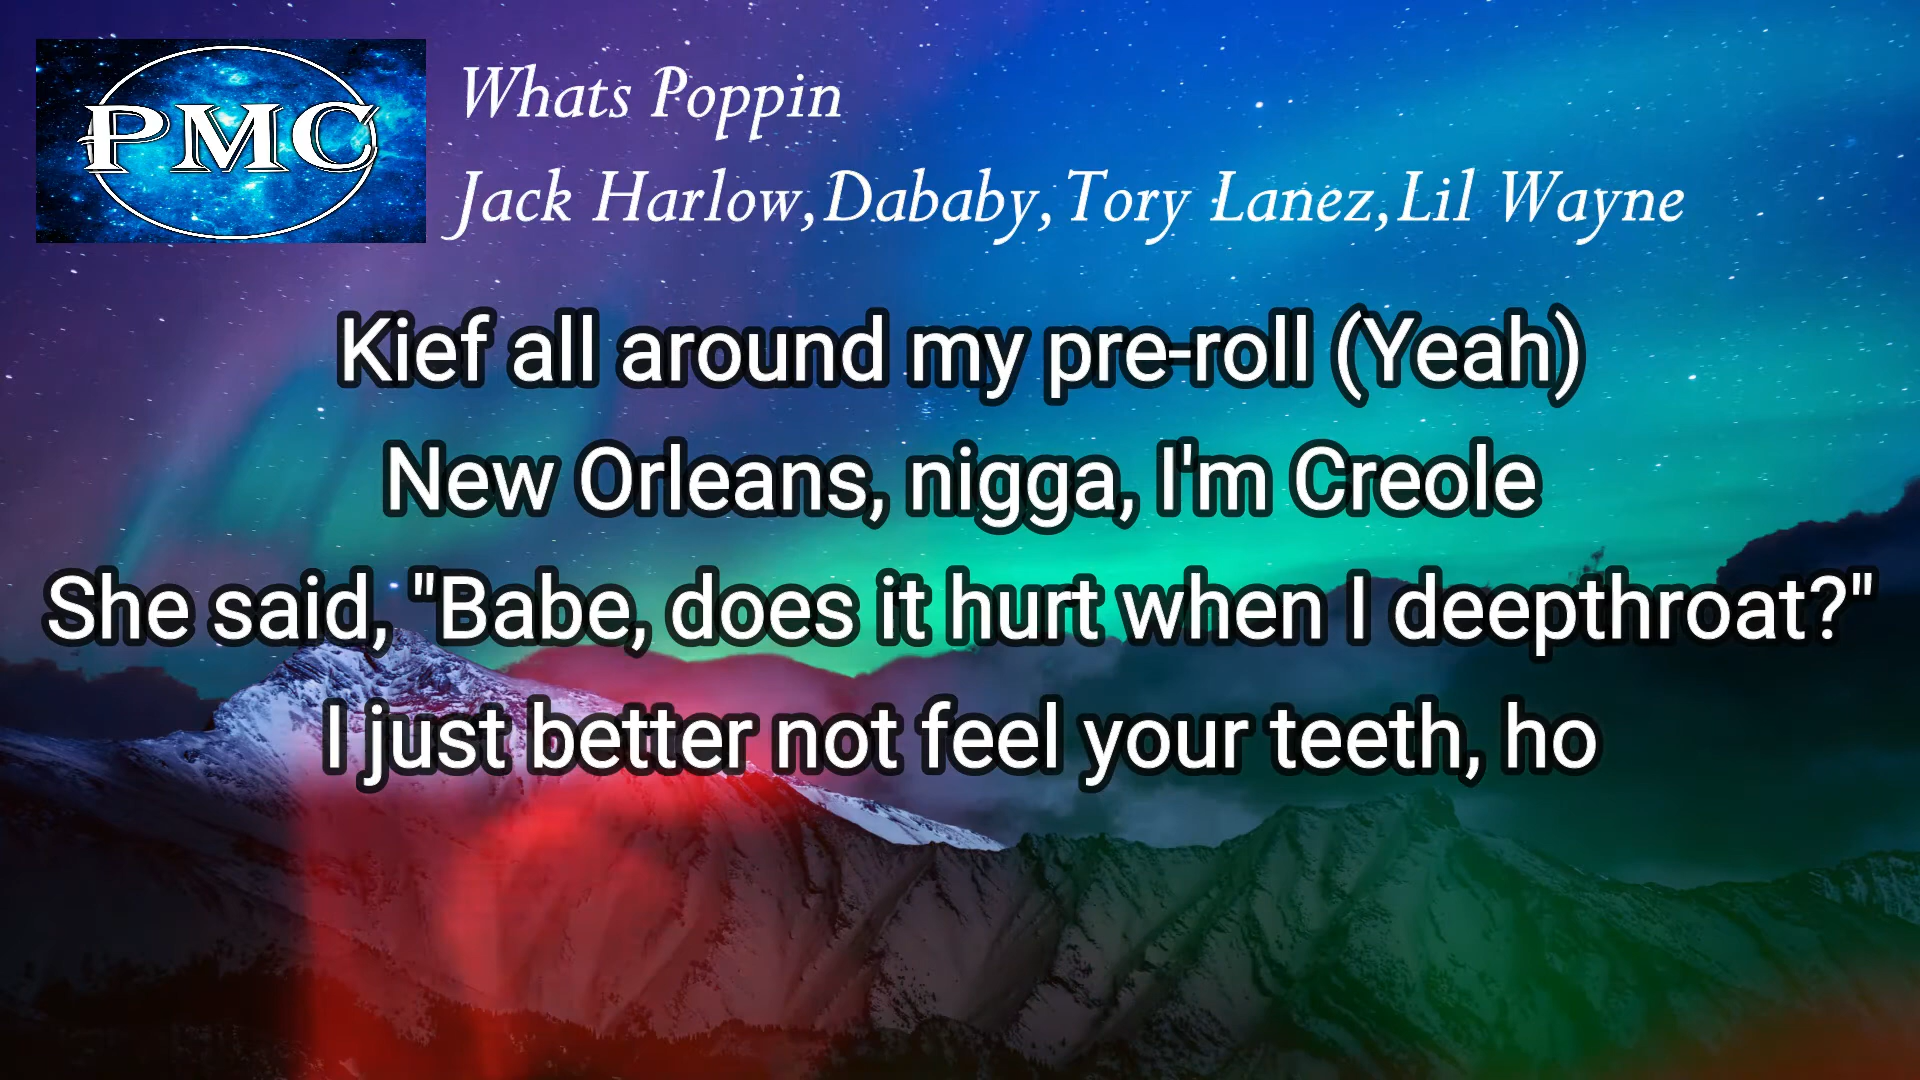 PMC
Whats Poppin
Jack Harlow,Dababy,Tory Lanez,Lil Wayne
Kief all around my pre-roll (Yeah)
New Orleans, nigga, I'm Creole
She said, "Babe, does it hurt when I deepthroat?"
I just better not feel your teeth, ho